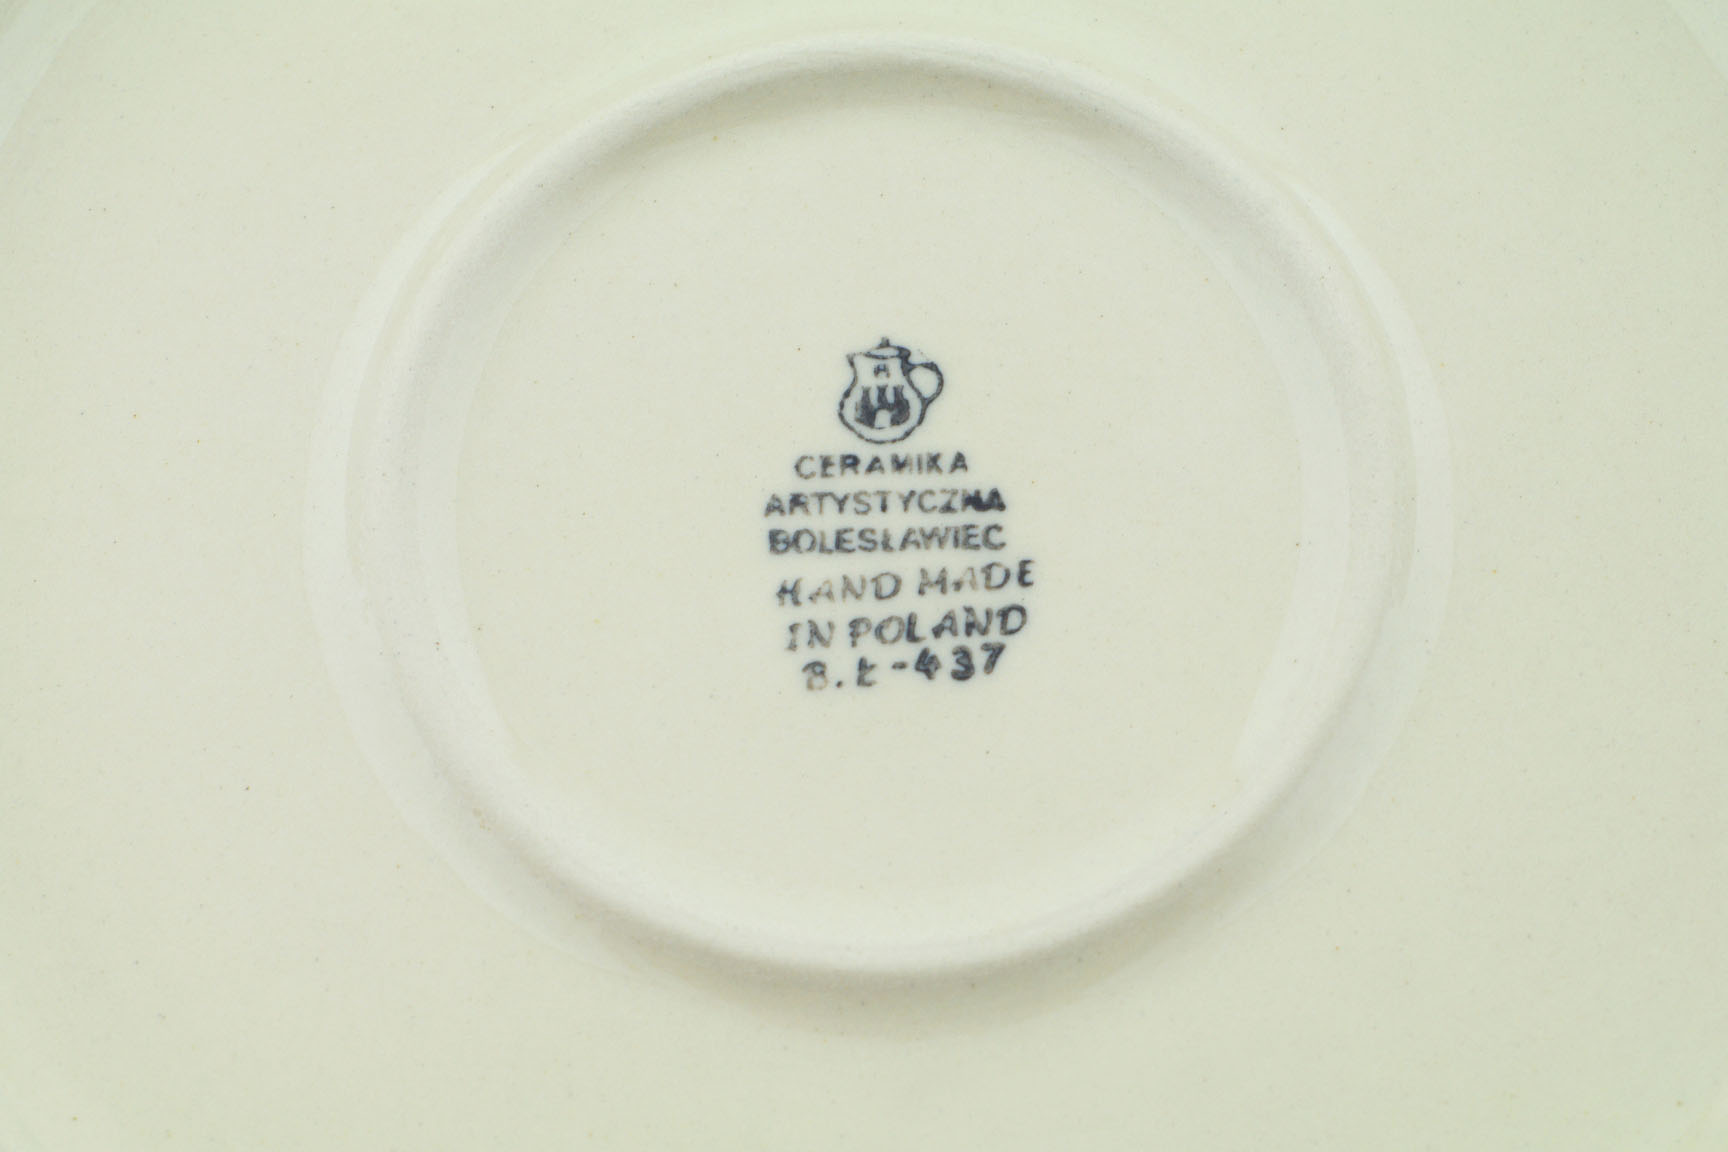 CERAMIKA
ARTYSTYCZNA
BOLESŁAWIEC
HAND MADE
IN POLAND
B.Ł-437